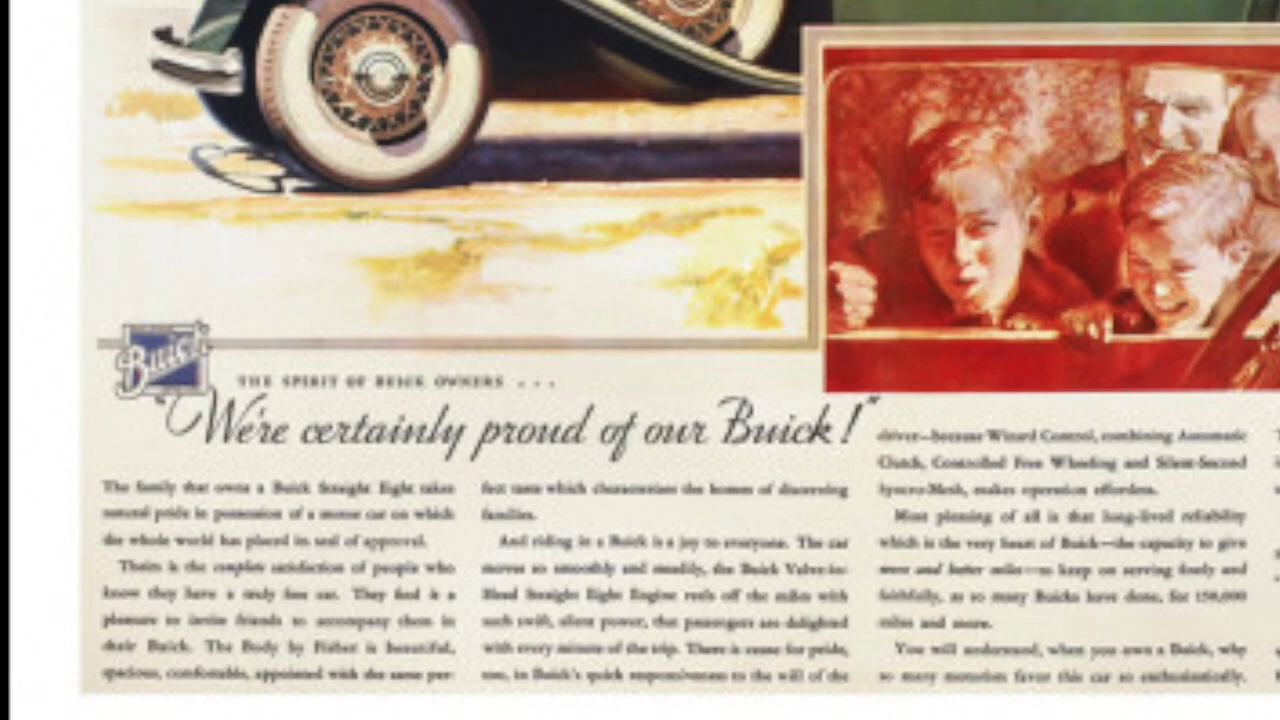 Buick
THE SPIRIT OF BUICK OWNERS . . .
"We're certainly proud of our Buick!"
The family that owns a Buick Straight Eight takes
natural pride in possession of a motor car on which
the whole world has placed its seal of approval.
Theirs is the complete satisfaction of people who
know they have a truly fine car. They find it a
pleasure to invite friends to accompany them in
their Buick. The Body by Fisher is beautiful,
spacious, comfortable, appointed with the same per-
fect taste which characterizes the homes of discerning
families.
And riding in a Buick is a joy to everyone. The car
moves so smoothly and steadily, the Buick Valve-in-
Head Straight Eight Engine reels off the miles with
such swift, silent power, that passengers are delighted
with every minute of the trip. There is cause for pride,
too, in Buick's quick responsiveness to the will of the
driver—because Wizard Control, combining Automatic
Clutch, Controlled Free Wheeling and Silent-Second
Syncro-Mesh, makes operation effortless.
Most pleasing of all is that long-lived reliability
which is the very heart of Buick—the capacity to give
more and better miles—to keep on serving finely and
faithfully, as so many Buicks have done, for 150,000
miles and more.
You will understand, when you own a Buick, why
so many motorists favor this car so enthusiastically.